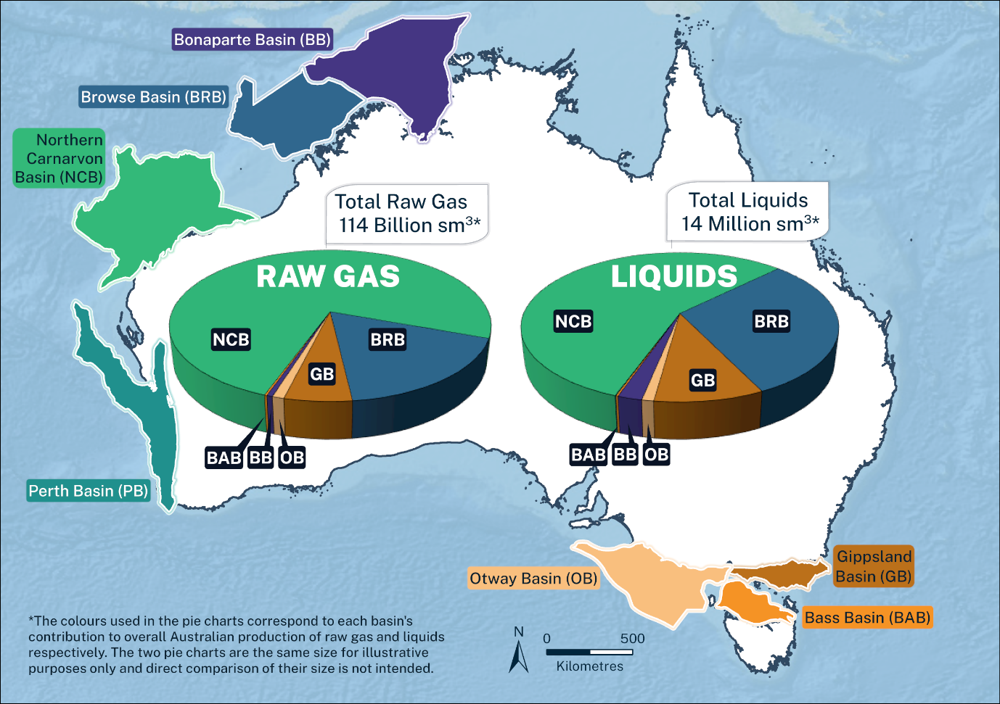 Bonaparte Basin (BB)
Browse Basin (BRB)
Northern
Carnarvon
Basin (NCB)
Total Raw Gas
114 Billion sm³*
Total Liquids
14 Million sm³*
RAW GAS
NCB
BRB
GB
BAB
BB
OB
LIQUIDS
NCB
BRB
GB
BAB
BB
OB
Perth Basin (PB)
Otway Basin (OB)
Gippsland
Basin (GB)
Bass Basin (BAB)
*The colours used in the pie charts correspond to each basin's
contribution to overall Australian production of raw gas and liquids
respectively. The two pie charts are the same size for illustrative
purposes only and direct comparison of their size is not intended.
N
0 500
Kilometres